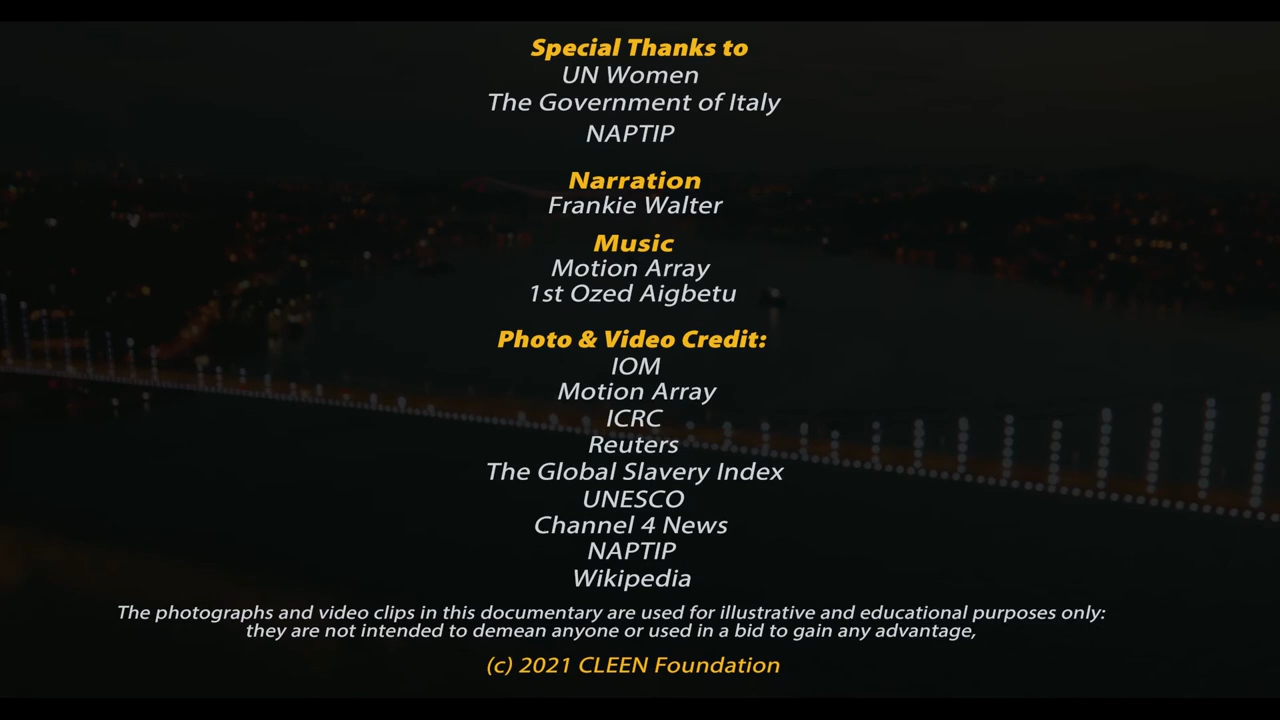 Special Thanks to
UN Women
The Government of Italy
NAPTIP
Narration
Frankie Walter
Music
Motion Array
1st Ozed Aigbetu
Photo & Video Credit:
IOM
Motion Array
ICRC
Reuters
The Global Slavery Index
UNESCO
Channel 4 News
NAPTIP
Wikipedia
The photographs and video clips in this documentary are used for illustrative and educational purposes only:
they are not intended to demean anyone or used in a bid to gain any advantage,
(c) 2021 CLEEN Foundation